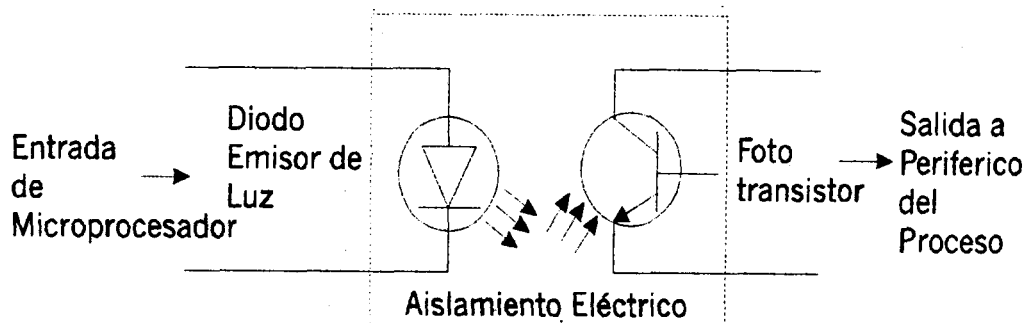 Entrada
de
Microprocesador
Diodo
Emisor de
Luz
Foto
transistor
Salida a
Periferico
del
Proceso
Aislamiento Eléctrico